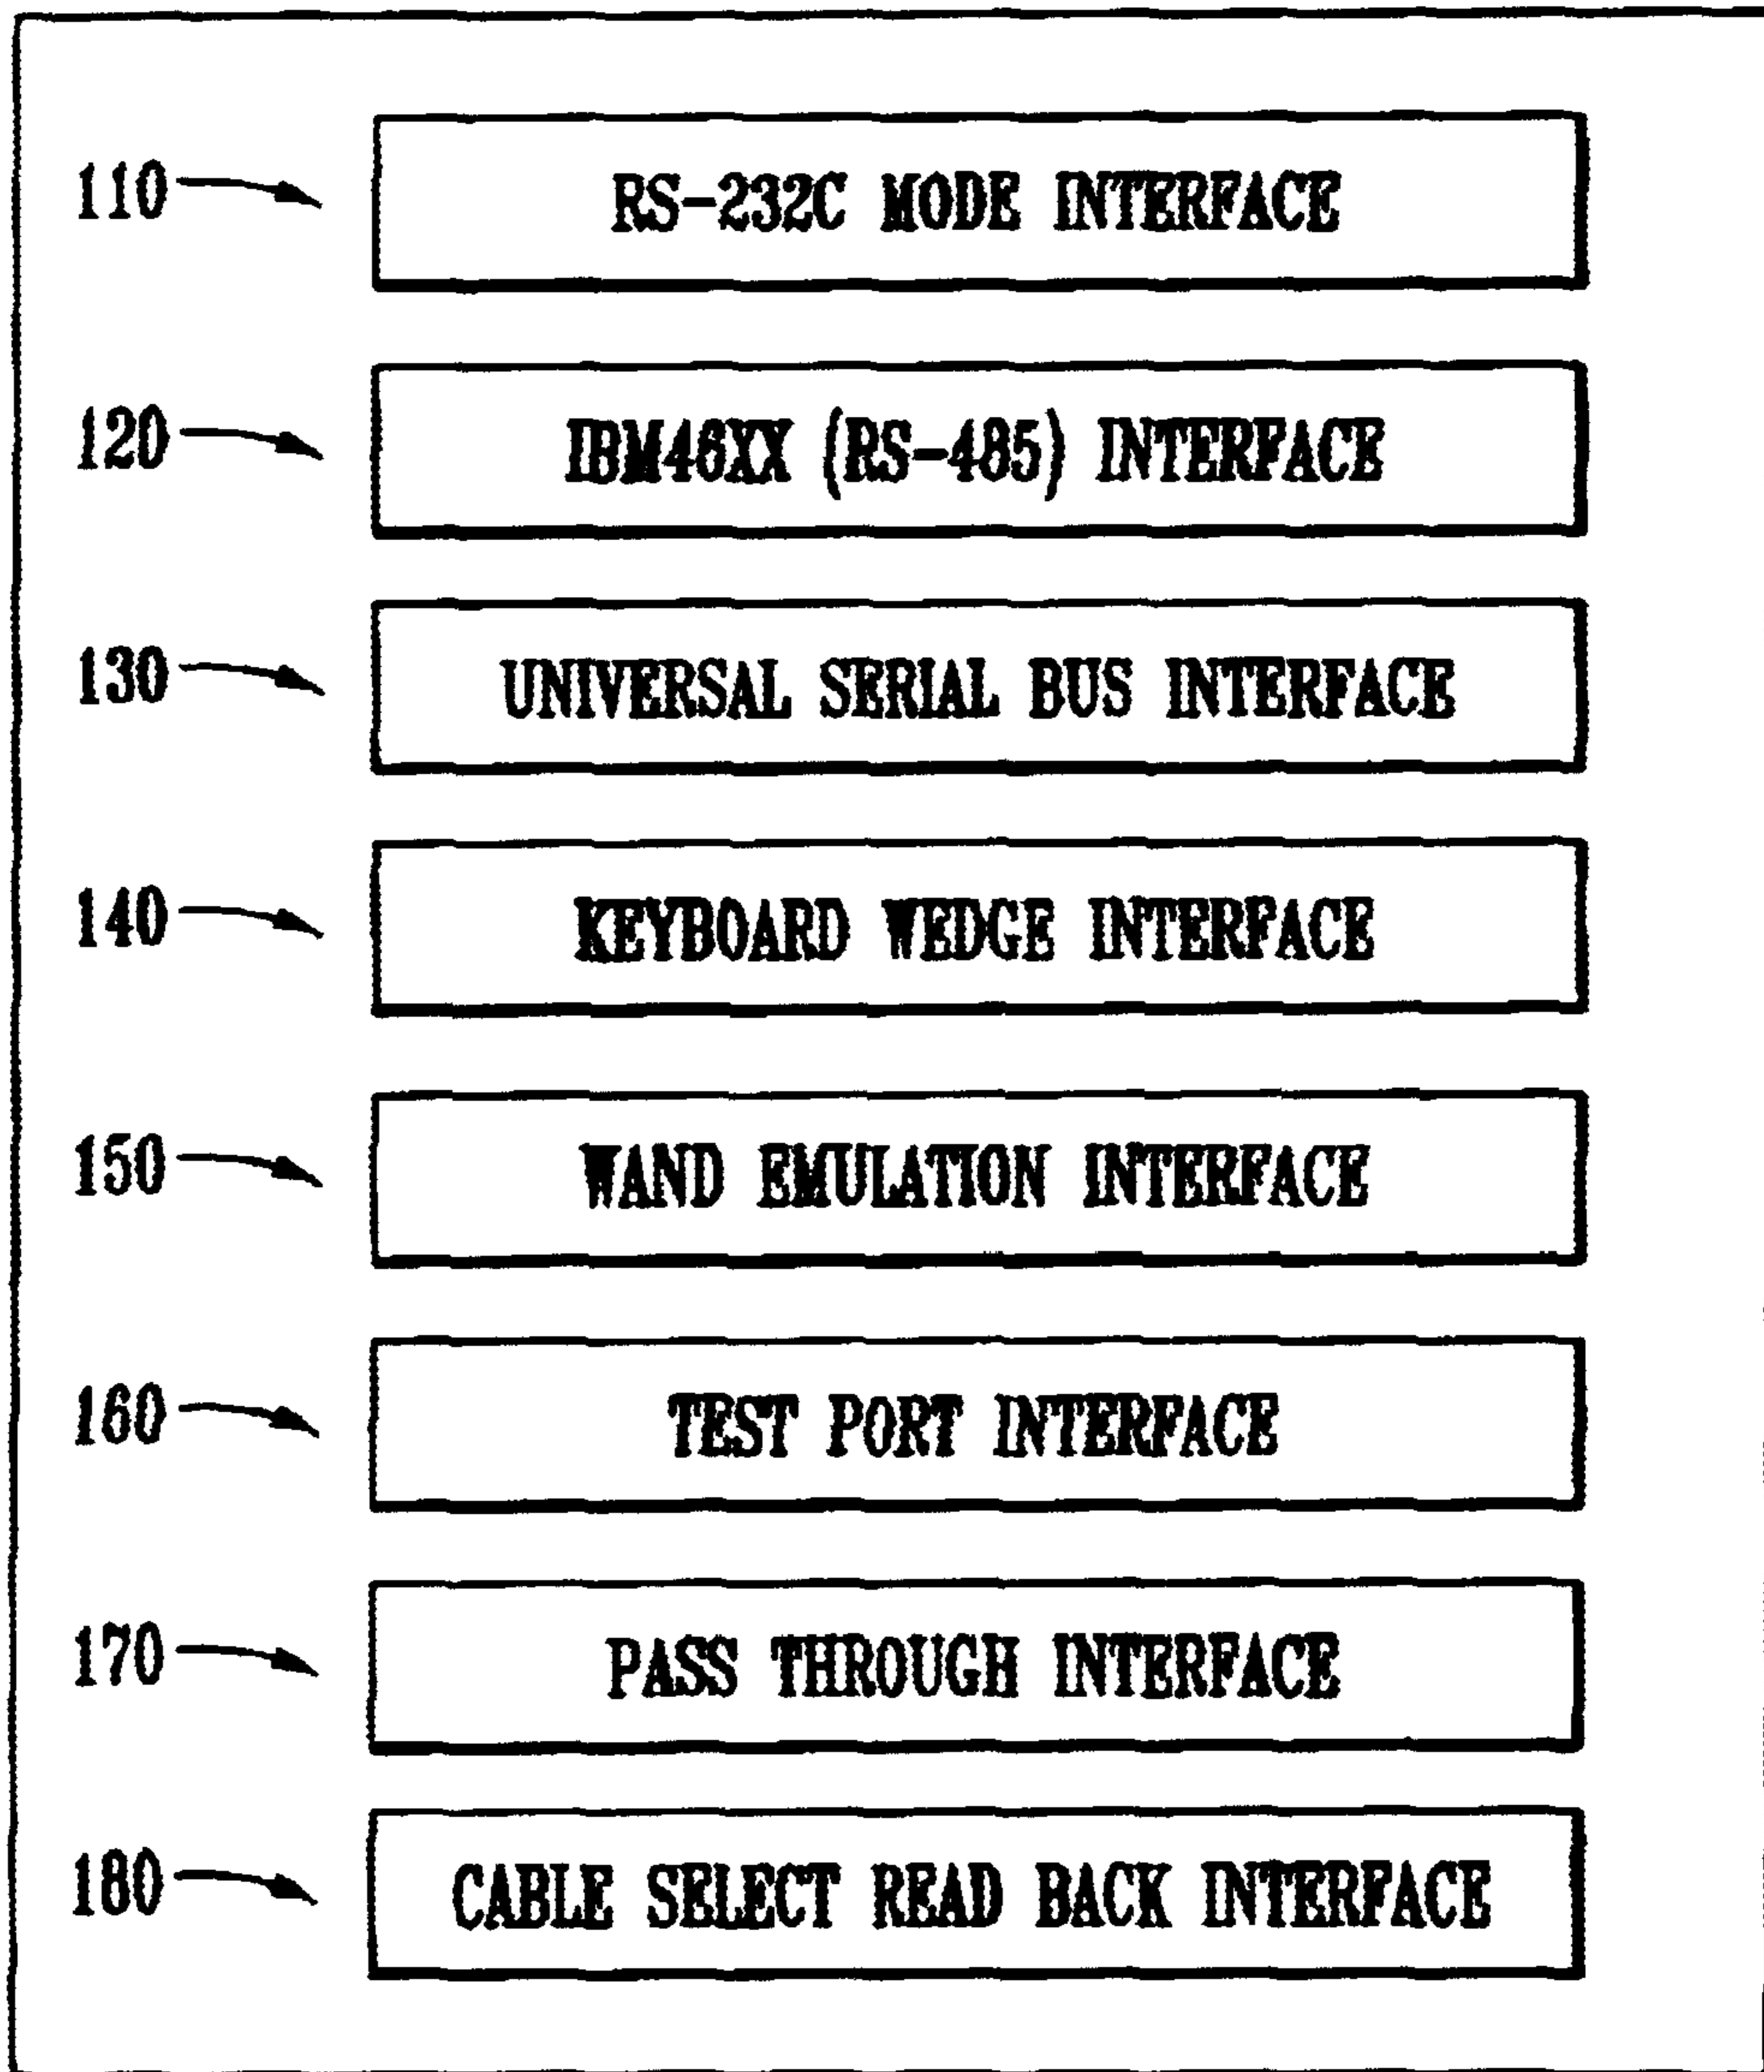 110 RS-232C MODE INTERFACE
120 IBM46XX (RS-485) INTERFACE
130 UNIVERSAL SERIAL BUS INTERFACE
140 KEYBOARD WEDGE INTERFACE
150 WAND EMULATION INTERFACE
160 TEST PORT INTERFACE
170 PASS THROUGH INTERFACE
180 CABLE SELECT READ BACK INTERFACE